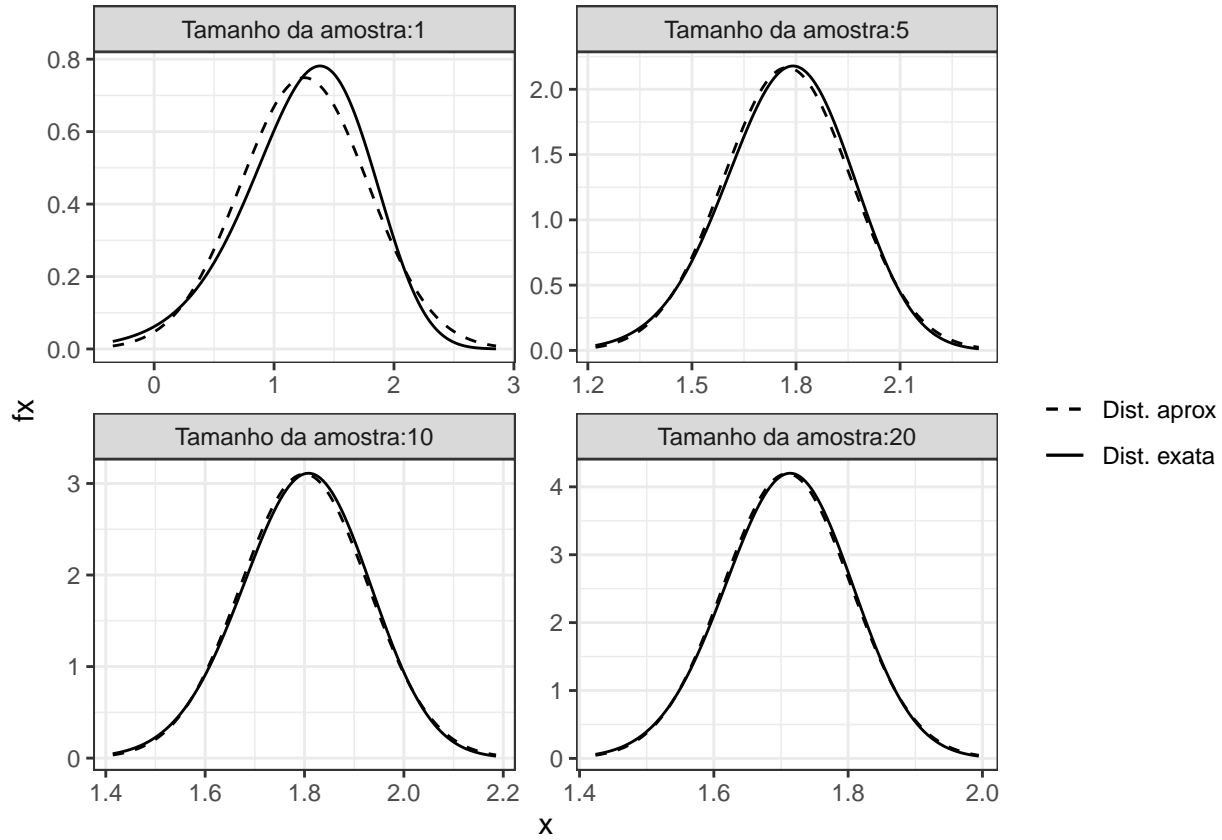 Tamanho da amostra:1
Tamanho da amostra:5
0.8
0.6
0.4
0.2
0.0
0 1 2 3
2.0
1.5
1.0
0.5
0.0
1.2 1.5 1.8 2.1
fx
Tamanho da amostra:10
Tamanho da amostra:20
3
2
1
0
1.4 1.6 1.8 2.0 2.2
4
3
2
1
0
1.4 1.6 1.8 2.0
x
Dist. aprox
Dist. exata